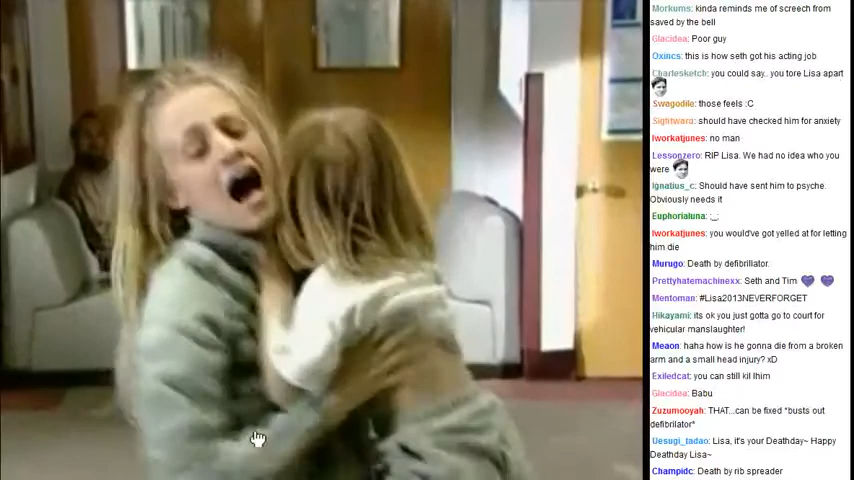 Morkums: kinda reminds me of screech from
saved by the bell
Glacidea: Poor guy
Oxincs: this is how seth got his acting job
Charlesketch: you could say.. you tore Lisa apart
Swagodile: those feels :C
Sightward: should have checked him for anxiety
Iworkatjunes: no man
Lessonzero: RIP Lisa. We had no idea who you
were
Ignatius_c: Should have sent him to psyche.
Obviously needs it
Euphorialuna: :_;
Iworkatjunes: you would've got yelled at for letting
him die
Murugo: Death by defibrillator.
Prettyhatemachinexx: Seth and Tim 💜 💜
Mentoman: #Lisa2013NEVERFORGET
Hikayami: its ok you just gotta go to court for
vehicular manslaughter!
Meaon: haha how is he gonna die from a broken
arm and a small head injury? xD
Exiledcat: you can still kil lhim
Glacidea: Babu
Zuzumooyah: THAT...can be fixed *busts out
defibrilator*
Uesugi_tadao: Lisa, it's your Deathday~ Happy
Deathday Lisa~
Champidc: Death by rib spreader